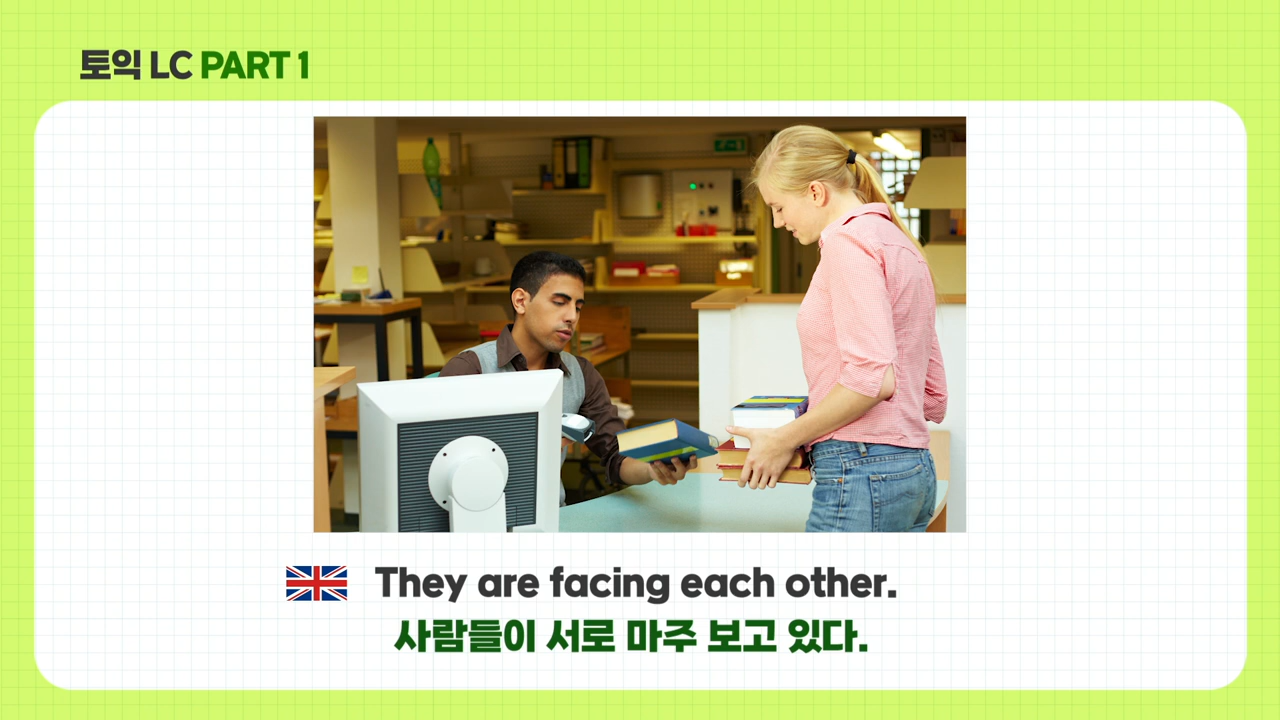 토익 LC PART 1
They are facing each other.
사람들이 서로 마주 보고 있다.